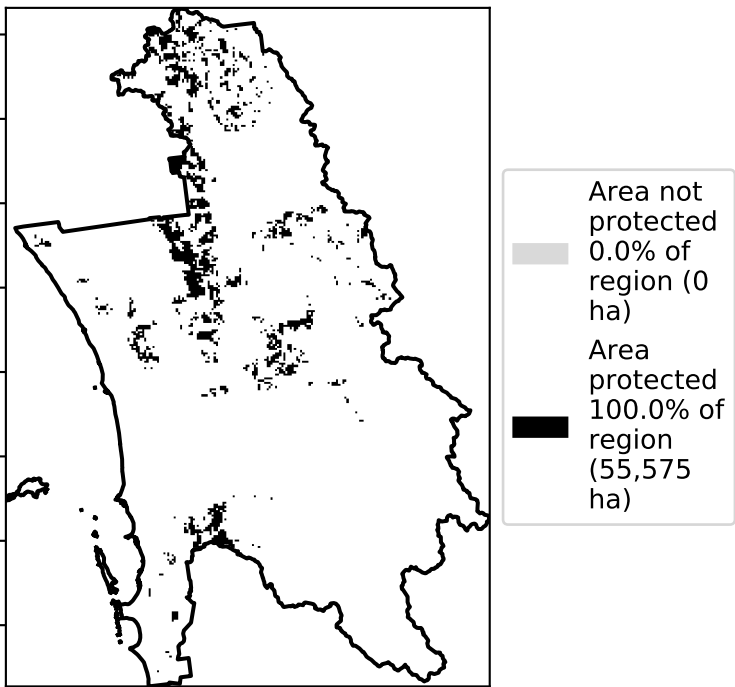 Area not
protected
0.0% of
region (0
ha)
Area
protected
100.0% of
region
(55,575
ha)